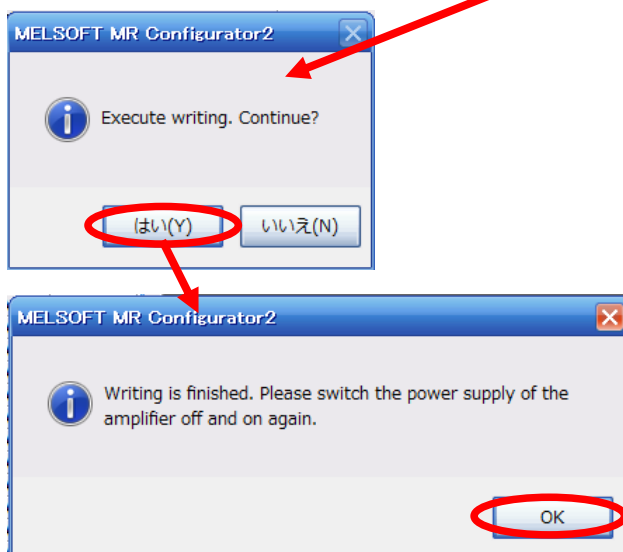 MELSOFT MR Configurator2
Execute writing. Continue?
はい(Y)
いいえ(N)
MELSOFT MR Configurator2
Writing is finished. Please switch the power supply of the
amplifier off and on again.
OK